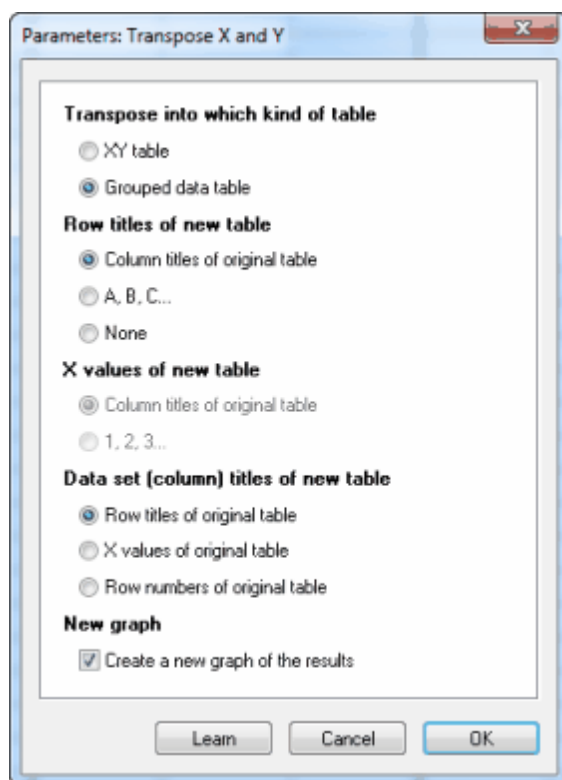 Parameters: Transpose X and Y
Transpose into which kind of table
XY table
Grouped data table
Row titles of new table
Column titles of original table
A, B, C...
None
X values of new table
Column titles of original table
1, 2, 3...
Data set (column) titles of new table
Row titles of original table
X values of original table
Row numbers of original table
New graph
Create a new graph of the results
Learn
Cancel
OK